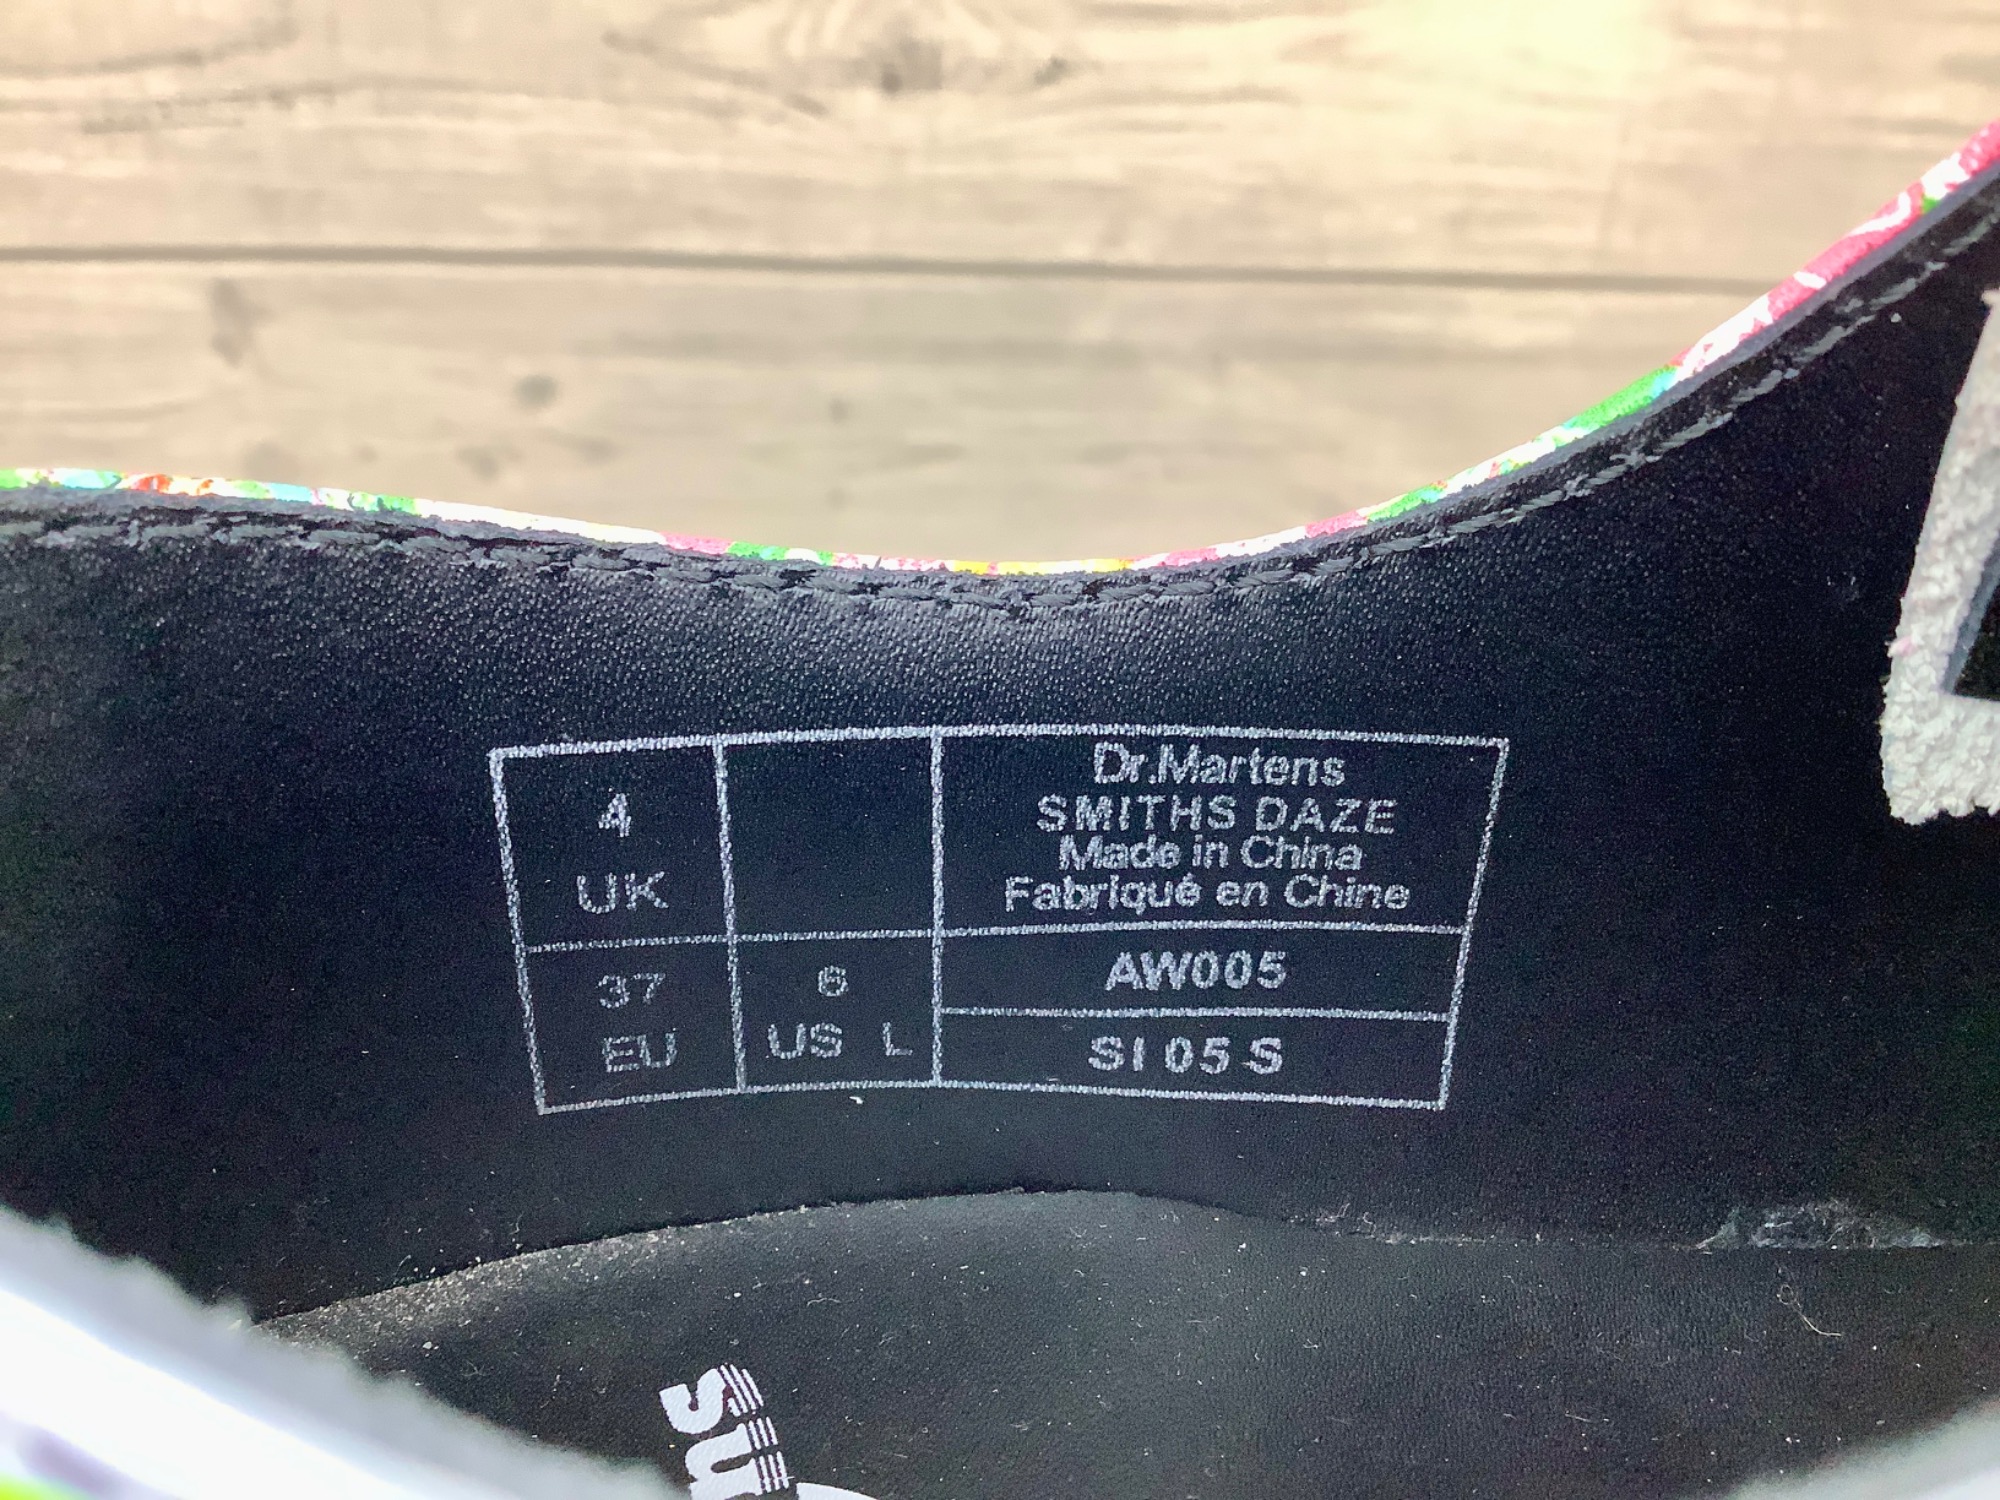 4
UK
37
EU
6
US L
Dr.Martens
SMITHS DAZE
Made in China
Fabriqué en Chine
AW005
SI 05 S